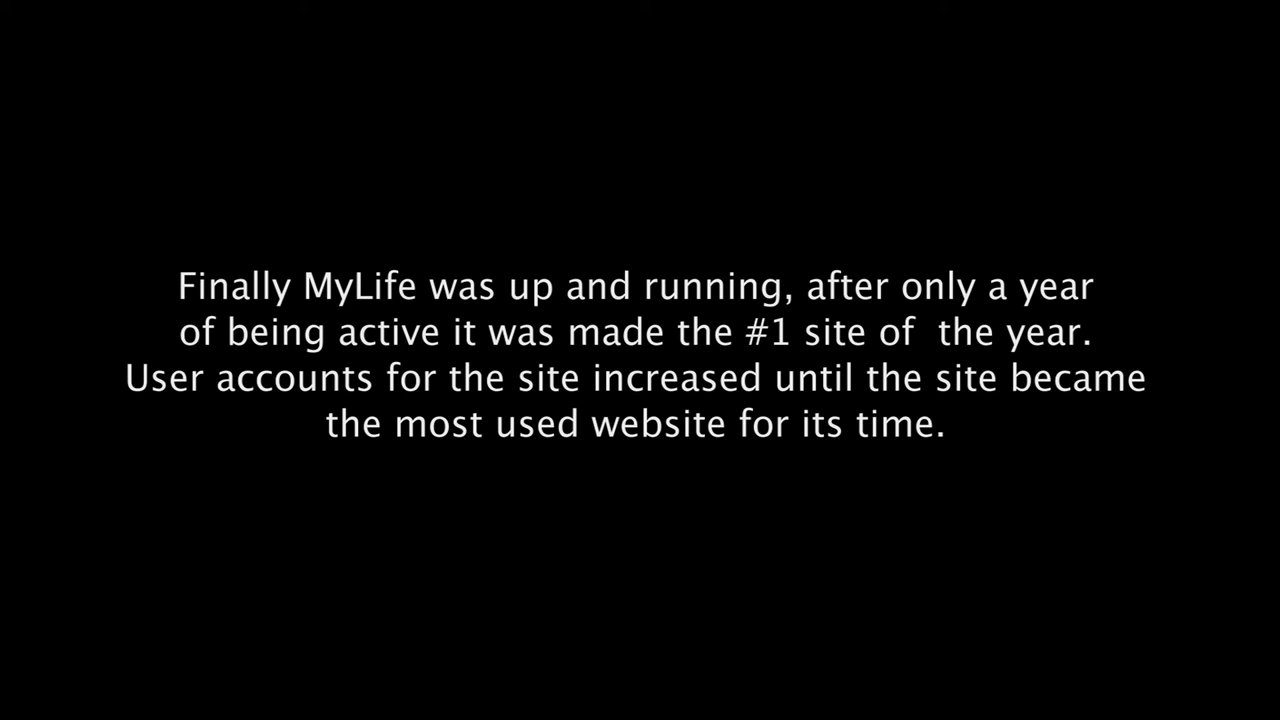 Finally MyLife was up and running, after only a year
of being active it was made the #1 site of  the year.
User accounts for the site increased until the site became
the most used website for its time.